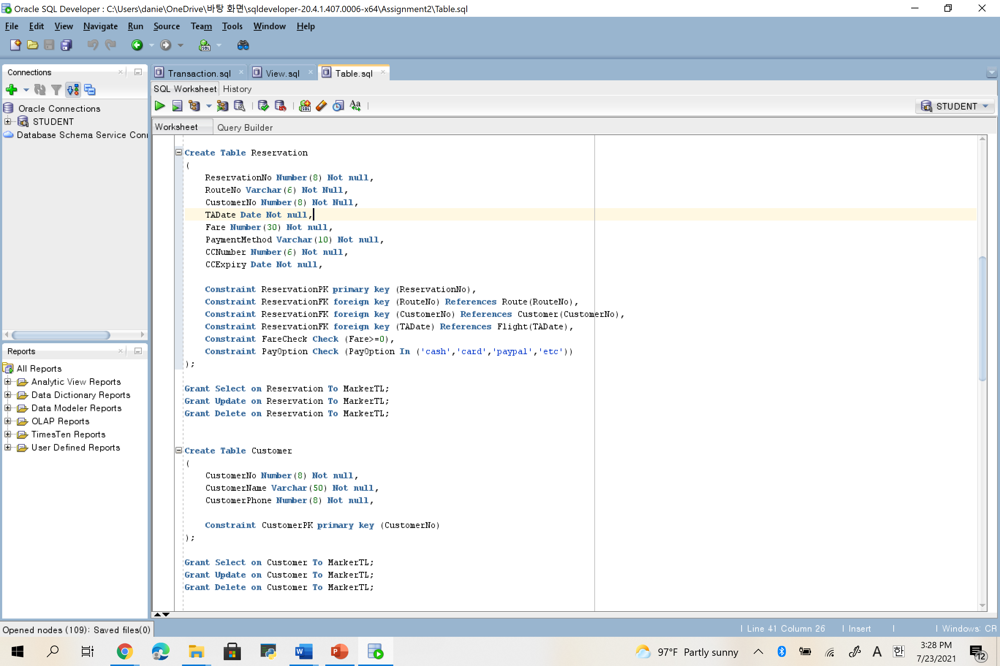 Oracle SQL Developer : C:\Users\danie\OneDrive\바탕 화면\sqldeveloper-20.4.1.407.0006-x64\Assignment2\Table.sql
File Edit View Navigate Run Source Team Tools Window Help
Connections
Oracle Connections
STUDENT
Database Schema Service Conn
Reports
All Reports
Analytic View Reports
Data Dictionary Reports
Data Modeler Reports
OLAP Reports
TimesTen Reports
User Defined Reports
Transaction.sql View.sql Table.sql
SQL Worksheet History
STUDENT
Worksheet Query Builder
Create Table Reservation
(
ReservationNo Number(8) Not null,
RouteNo Varchar(6) Not Null,
CustomerNo Number(8) Not Null,
TADate Date Not null,
Fare Number(30) Not null,
PaymentMethod Varchar(10) Not null,
CCNumber Number(6) Not null,
CCExpiry Date Not null,
Constraint ReservationPK primary key (ReservationNo),
Constraint ReservationFK foreign key (RouteNo) References Route(RouteNo),
Constraint ReservationFK foreign key (CustomerNo) References Customer(CustomerNo),
Constraint ReservationFK foreign key (TADate) References Flight(TADate),
Constraint FareCheck Check (Fare>=0),
Constraint PayOption Check (PayOption In ('cash','card','paypal','etc'))
);
Grant Select on Reservation To MarkerTL;
Grant Update on Reservation To MarkerTL;
Grant Delete on Reservation To MarkerTL;
Create Table Customer
(
CustomerNo Number(8) Not null,
CustomerName Varchar(50) Not null,
CustomerPhone Number(8) Not null,
Constraint CustomerPK primary key (CustomerNo)
);
Grant Select on Customer To MarkerTL;
Grant Update on Customer To MarkerTL;
Grant Delete on Customer To MarkerTL;
Opened nodes (109); Saved files(0)
Line 41 Column 26 Insert Windows: CR
97°F Partly sunny
A
한
3:28 PM
7/23/2021
12